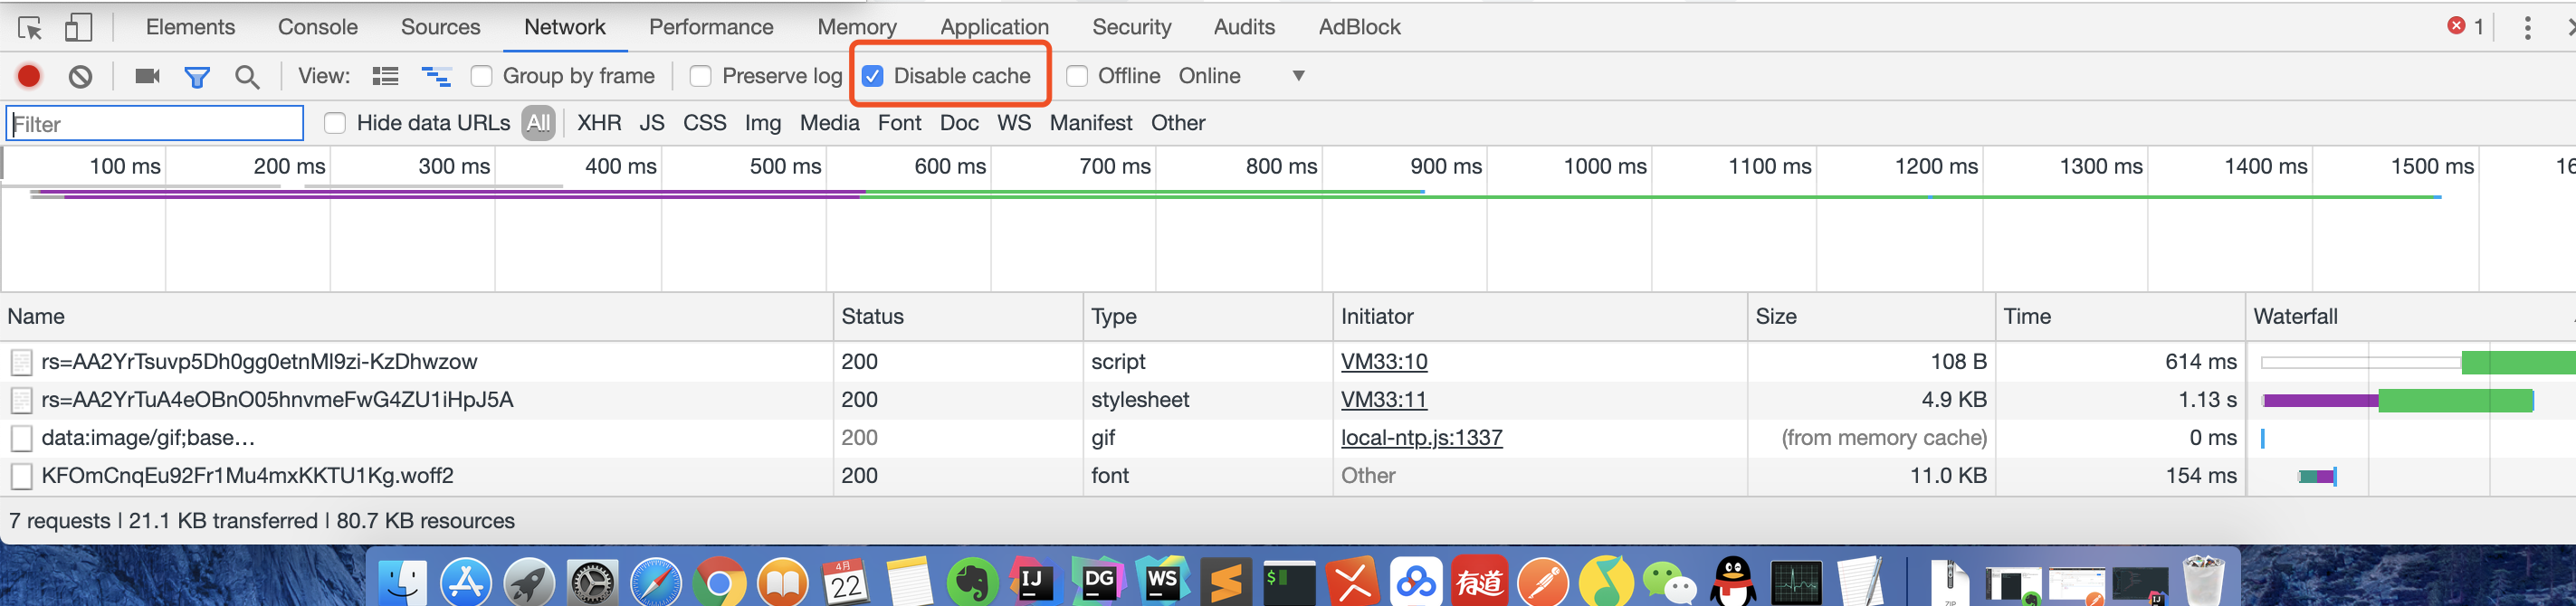 Elements Console Sources Network Performance Memory Application Security Audits AdBlock 1
View: Group by frame Preserve log Disable cache Offline Online
Filter Hide data URLs All XHR JS CSS Img Media Font Doc WS Manifest Other
100 ms 200 ms 300 ms 400 ms 500 ms 600 ms 700 ms 800 ms 900 ms 1000 ms 1100 ms 1200 ms 1300 ms 1400 ms 1500 ms 16
Name Status Type Initiator Size Time Waterfall
rs=AA2YrTsuvp5Dh0gg0etnMl9zi-KzDhwzow 200 script VM33:10 108 B 614 ms
rs=AA2YrTuA4eOBnO05hnvmeFwG4ZU1iHpJ5A 200 stylesheet VM33:11 4.9 KB 1.13 s
data:image/gif;base… 200 gif local-ntp.js:1337 (from memory cache) 0 ms
KFOmCnqEu92Fr1Mu4mxKKTU1Kg.woff2 200 font Other 11.0 KB 154 ms
7 requests | 21.1 KB transferred | 80.7 KB resources
4月
22 IJ DG WS $ 有道 ZIP IJ